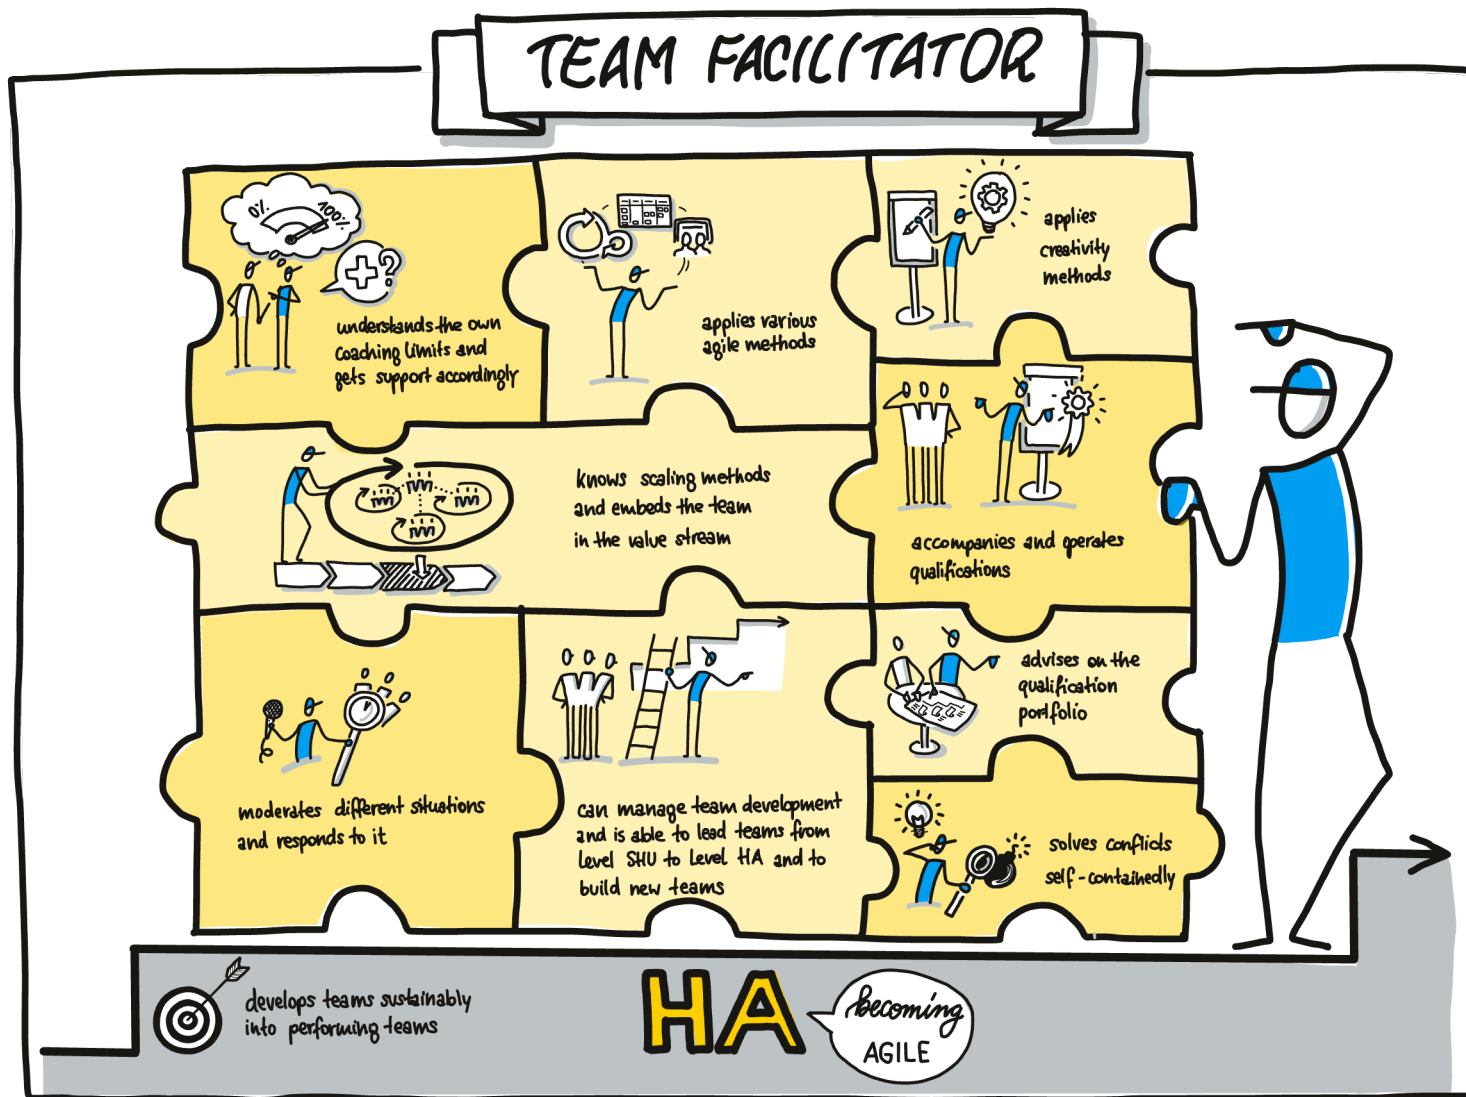 TEAM FACILITATOR
0%
100%
?
understands the own
coaching limits and
gets support accordingly
applies various
agile methods
applies
creativity
methods
knows scaling methods
and embeds the team
in the value stream
accompanies and operates
qualifications
moderates different situations
and responds to it
can manage team development
and is able to lead teams from
Level SHU to Level HA and to
build new teams
advises on the
qualification
portfolio
solves conflicts
self-containedly
develops teams sustainably
into performing teams
HA
becoming
AGILE